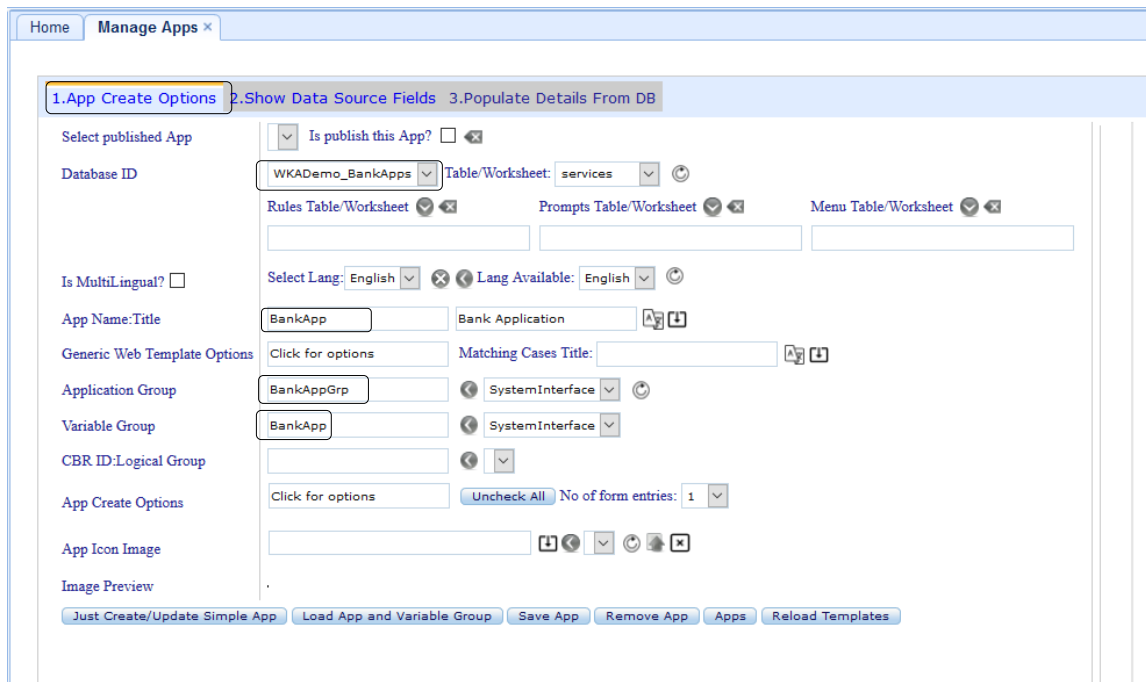 Home Manage Apps ×
1.App Create Options 2.Show Data Source Fields 3.Populate Details From DB
Select published App Is publish this App?
Database ID WKADemo_BankApps Table/Worksheet: services
Rules Table/Worksheet Prompts Table/Worksheet Menu Table/Worksheet
Is MultiLingual? Select Lang: English Lang Available: English
App Name:Title BankApp Bank Application
Generic Web Template Options Click for options Matching Cases Title:
Application Group BankAppGrp SystemInterface
Variable Group BankApp SystemInterface
CBR ID:Logical Group
App Create Options Click for options Uncheck All No of form entries: 1
App Icon Image
Image Preview .
Just Create/Update Simple App Load App and Variable Group Save App Remove App Apps Reload Templates